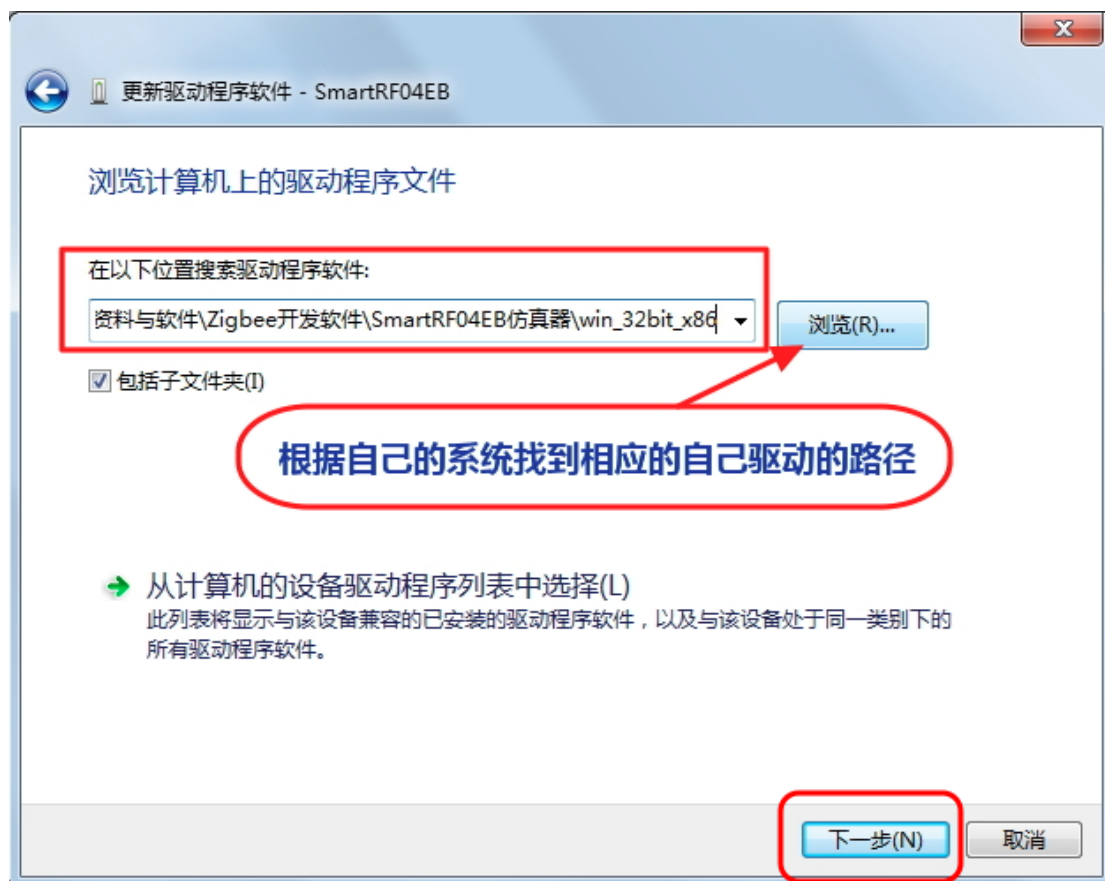 更新驱动程序软件 - SmartRF04EB
浏览计算机上的驱动程序文件
在以下位置搜索驱动程序软件:
资料与软件\Zigbee开发软件\SmartRF04EB仿真器\win_32bit_x86
浏览(R)...
包括子文件夹(I)
根据自己的系统找到相应的自己驱动的路径
从计算机的设备驱动程序列表中选择(L)
此列表将显示与该设备兼容的已安装的驱动程序软件，以及与该设备处于同一类别下的
所有驱动程序软件。
下一步(N)
取消